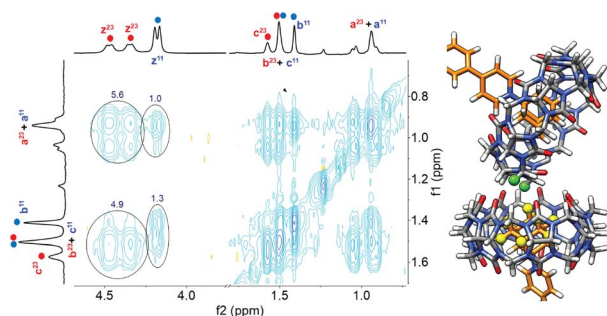 z²³ z²³
z¹¹
c²³ b¹¹
b²³ + c¹¹
a²³ + a¹¹
a²³ + a¹¹
b¹¹
b²³ + c¹¹
c²³
5.6 1.0
4.9 1.3
0.8
1.0
1.2
1.4
1.6
f1 (ppm)
4.5 4.0 1.5 1.0
f2 (ppm)